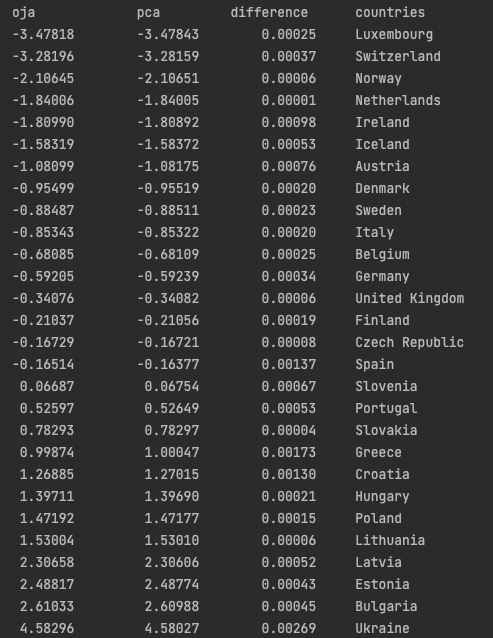 oja pca difference countries
-3.47818 -3.47843 0.00025 Luxembourg
-3.28196 -3.28159 0.00037 Switzerland
-2.10645 -2.10651 0.00006 Norway
-1.84006 -1.84005 0.00001 Netherlands
-1.80990 -1.80892 0.00098 Ireland
-1.58319 -1.58372 0.00053 Iceland
-1.08099 -1.08175 0.00076 Austria
-0.95499 -0.95519 0.00020 Denmark
-0.88487 -0.88511 0.00023 Sweden
-0.85343 -0.85322 0.00020 Italy
-0.68085 -0.68109 0.00025 Belgium
-0.59205 -0.59239 0.00034 Germany
-0.34076 -0.34082 0.00006 United Kingdom
-0.21037 -0.21056 0.00019 Finland
-0.16729 -0.16721 0.00008 Czech Republic
-0.16514 -0.16377 0.00137 Spain
0.06687 0.06754 0.00067 Slovenia
0.52597 0.52649 0.00053 Portugal
0.78293 0.78297 0.00004 Slovakia
0.99874 1.00047 0.00173 Greece
1.26885 1.27015 0.00130 Croatia
1.39711 1.39690 0.00021 Hungary
1.47192 1.47177 0.00015 Poland
1.53004 1.53010 0.00006 Lithuania
2.30658 2.30606 0.00052 Latvia
2.48817 2.48774 0.00043 Estonia
2.61033 2.60988 0.00045 Bulgaria
4.58296 4.58027 0.00269 Ukraine